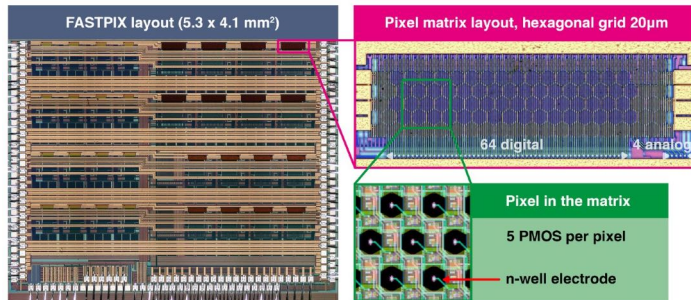 FASTPIX layout (5.3 x 4.1 mm²)
Pixel matrix layout, hexagonal grid 20µm
64 digital
4 analog
Pixel in the matrix
5 PMOS per pixel
n-well electrode